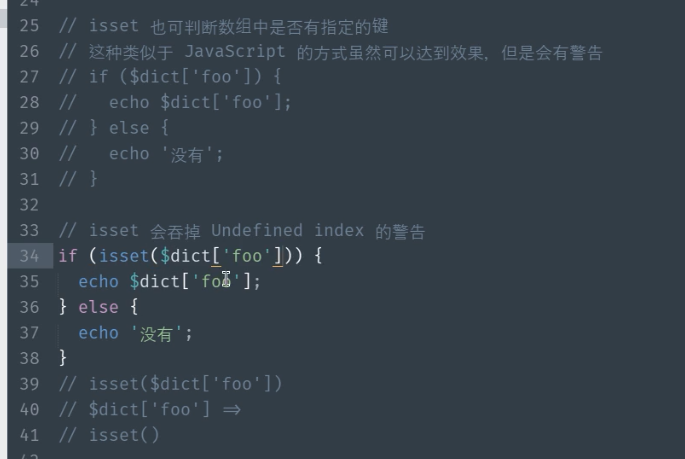 25 // isset 也可判断数组中是否有指定的键
26 // 这种类似于 JavaScript 的方式虽然可以达到效果，但是会有警告
27 // if ($dict['foo']) {
28 //   echo $dict['foo'];
29 // } else {
30 //   echo '没有';
31 // }
32
33 // isset 会吞掉 Undefined index 的警告
34 if (isset($dict['foo'])) {
35   echo $dict['foo'];
36 } else {
37   echo '没有';
38 }
39 // isset($dict['foo'])
40 // $dict['foo'] =>
41 // isset()